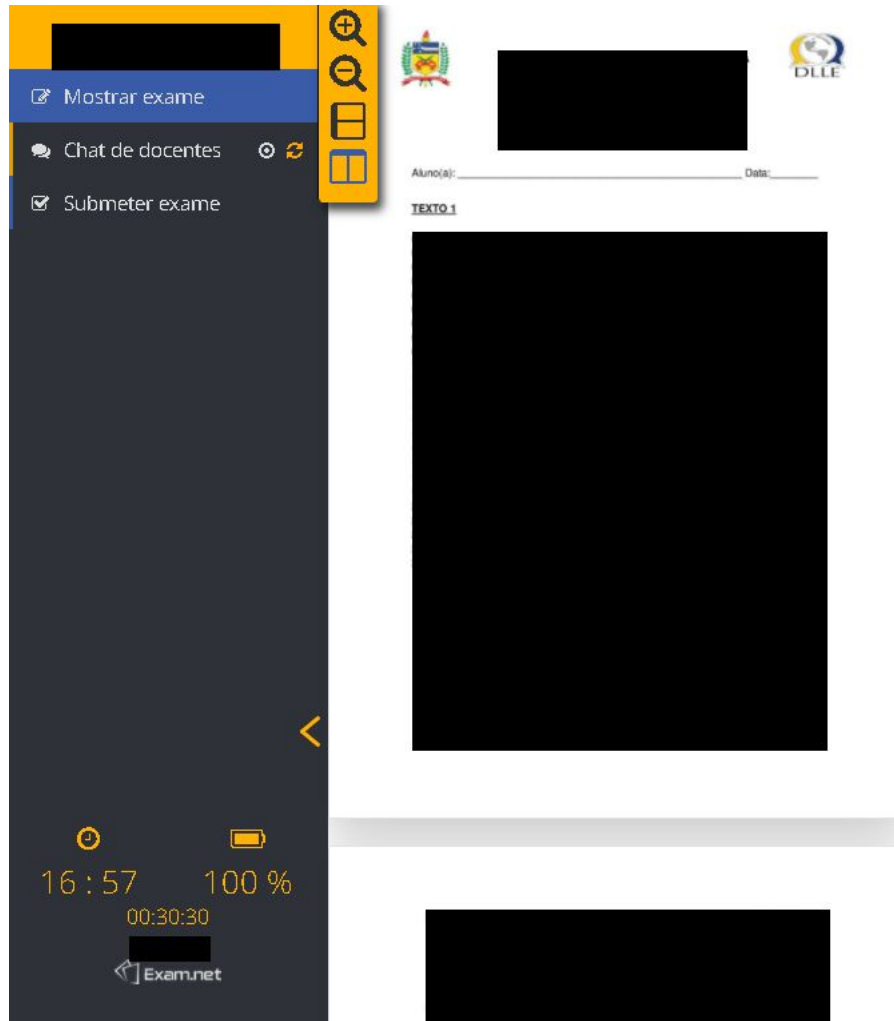 Mostrar exame
Chat de docentes
Submeter exame
16 : 57
100 %
00:30:30
Exam.net
DLLE
Aluno(a): Data:
TEXTO 1